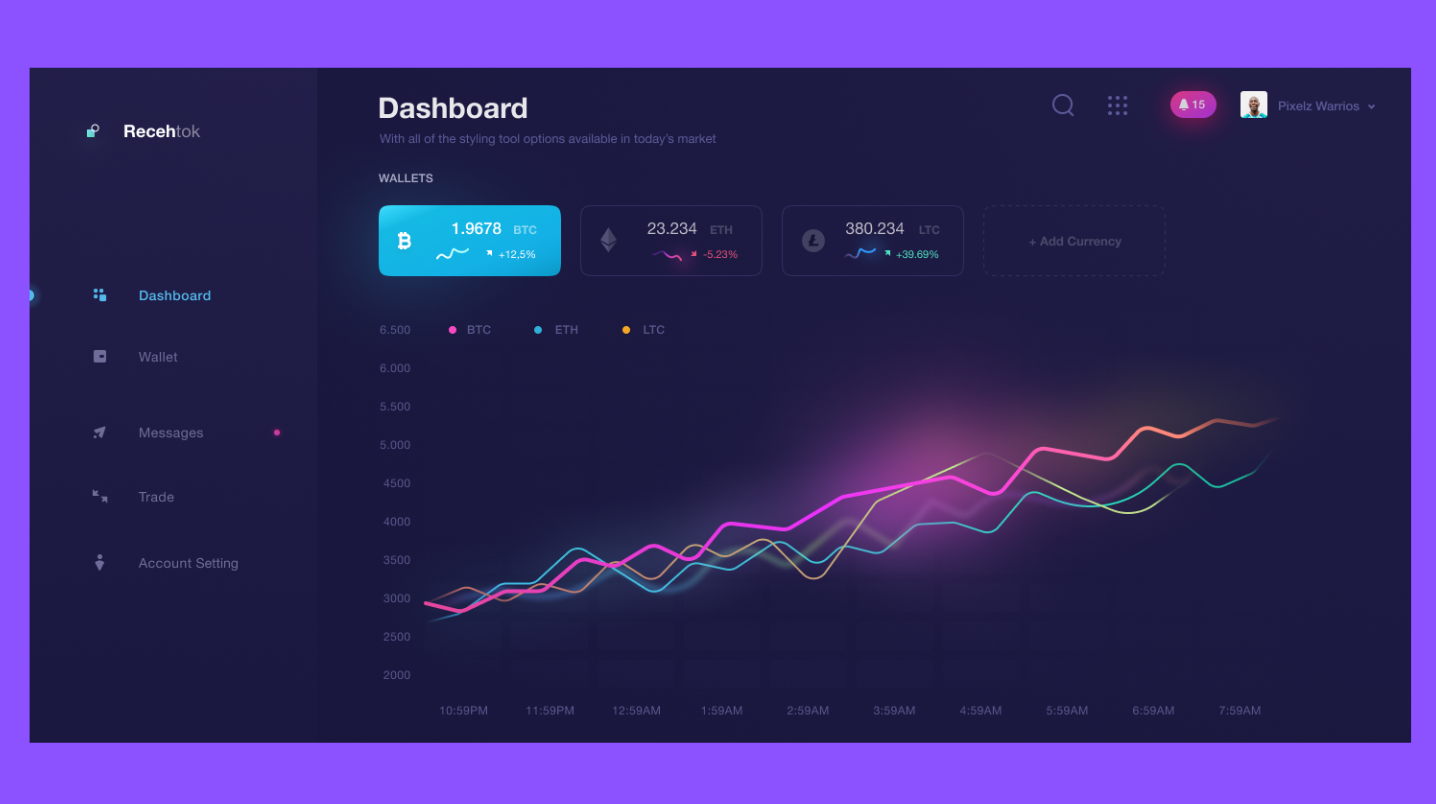 Recehtok
Dashboard
Wallet
Messages
Trade
Account Setting
Dashboard
With all of the styling tool options available in today's market
15
Pixelz Warrios
WALLETS
1.9678 BTC
+12,5%
23.234 ETH
-5.23%
380.234 LTC
+39.69%
+ Add Currency
BTC ETH LTC
6.500
6.000
5.500
5.000
4500
4000
3500
3000
2500
2000
10:59PM 11:59PM 12:59AM 1:59AM 2:59AM 3:59AM 4:59AM 5:59AM 6:59AM 7:59AM